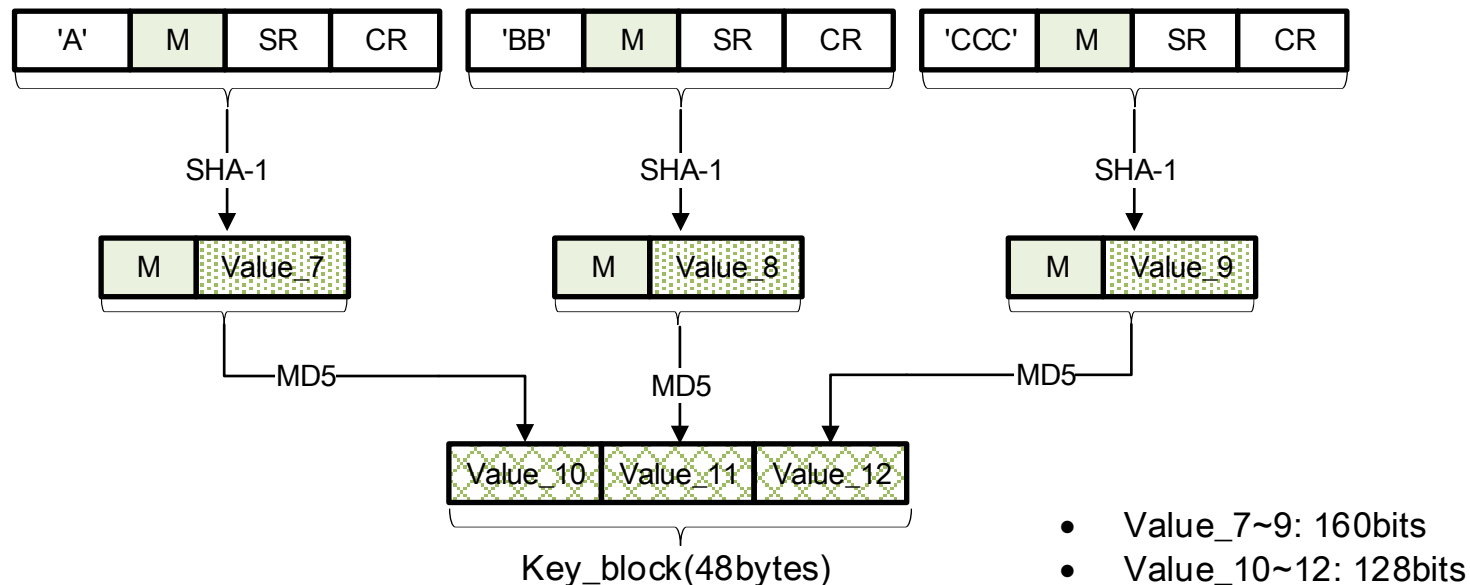 'A' M SR CR 'BB' M SR CR 'CCC' M SR CR
SHA-1 SHA-1 SHA-1
M Value_7 M Value_8 M Value_9
MD5 MD5 MD5
Value_10 Value_11 Value_12
Key_block(48bytes)
• Value_7~9: 160bits
• Value_10~12: 128bits